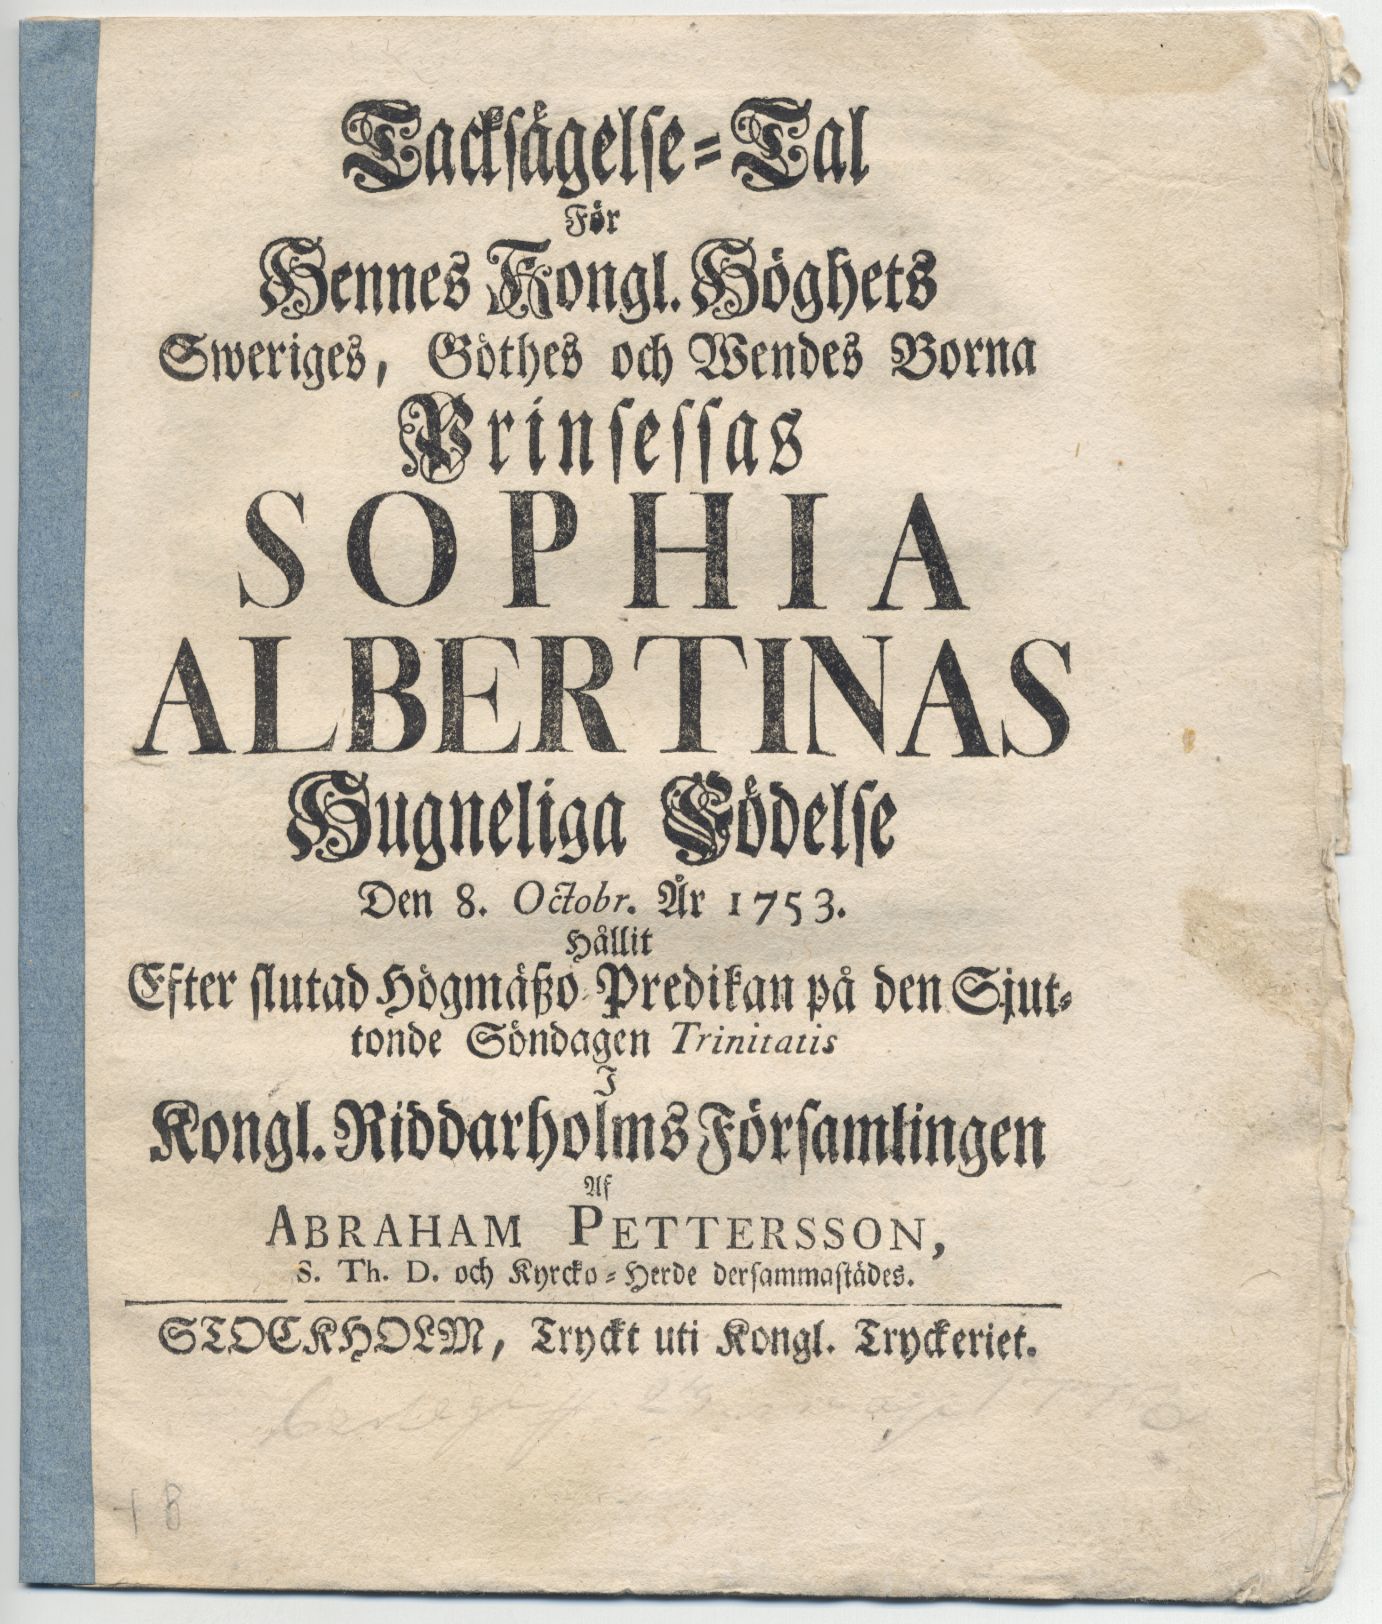 Tacksägelse-Tal
För
Hennes Kongl. Höghets
Sweriges, Göthes och Wendes Borna
Prinsessas
SOPHIA
ALBERTINAS
Hugneliga Födelse
Den 8. Octobr. År 1753.
Hållit
Efter slutad Högmäßo-Predikan på den Sjut-
tonde Söndagen Trinitatis
I
Kongl. Riddarholms Församlingen
Af
ABRAHAM PETTERSSON,
S. Th. D. och Kyrcko-Herde dersammastädes.
STOCKHOLM, Tryckt uti Kongl. Tryckeriet.